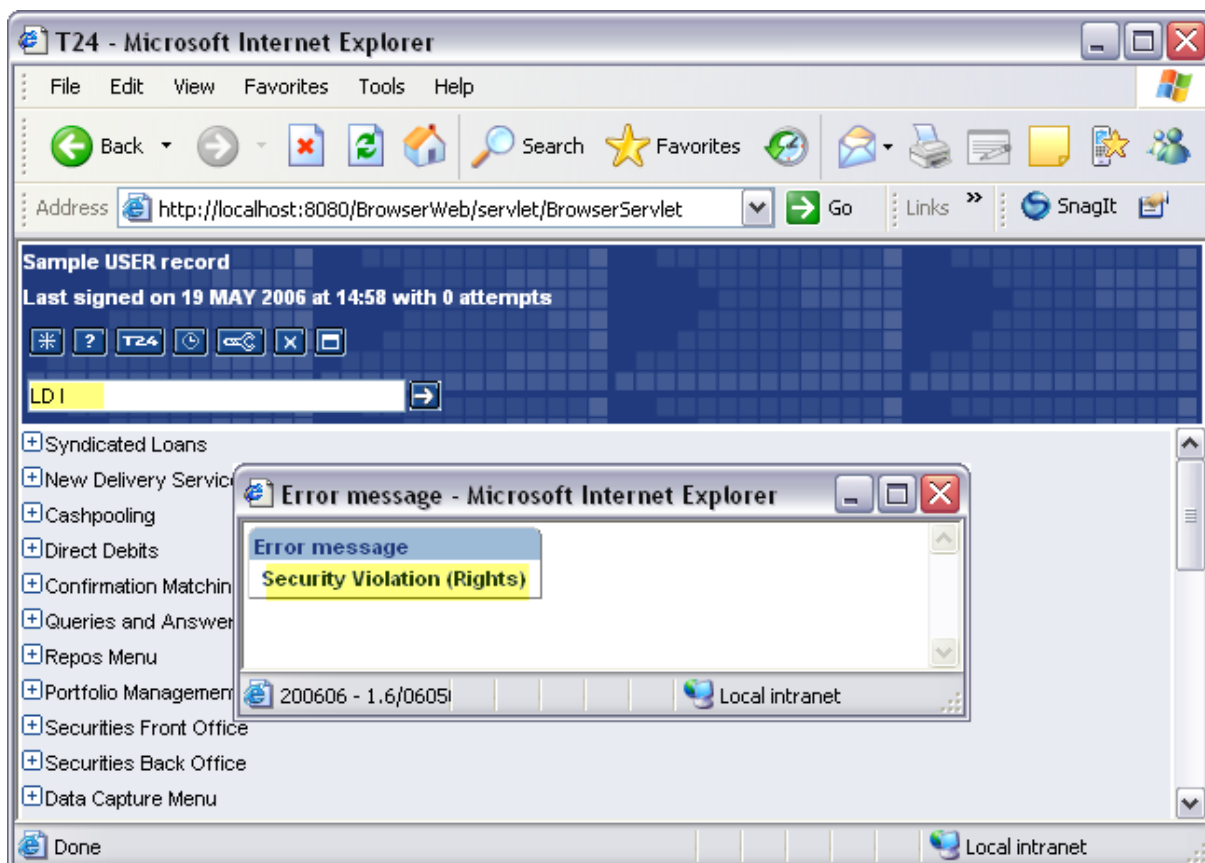 T24 - Microsoft Internet Explorer
File Edit View Favorites Tools Help
Back Search Favorites
Address http://localhost:8080/BrowserWeb/servlet/BrowserServlet Go Links » SnagIt
Sample USER record
Last signed on 19 MAY 2006 at 14:58 with 0 attempts
? T24
LD I
Syndicated Loans
New Delivery Servic
Cashpooling
Direct Debits
Confirmation Matchin
Queries and Answer
Repos Menu
Portfolio Managemen
Securities Front Office
Securities Back Office
Data Capture Menu
Error message - Microsoft Internet Explorer
Error message
Security Violation (Rights)
200606 - 1.6/0605
Local intranet
Done Local intranet